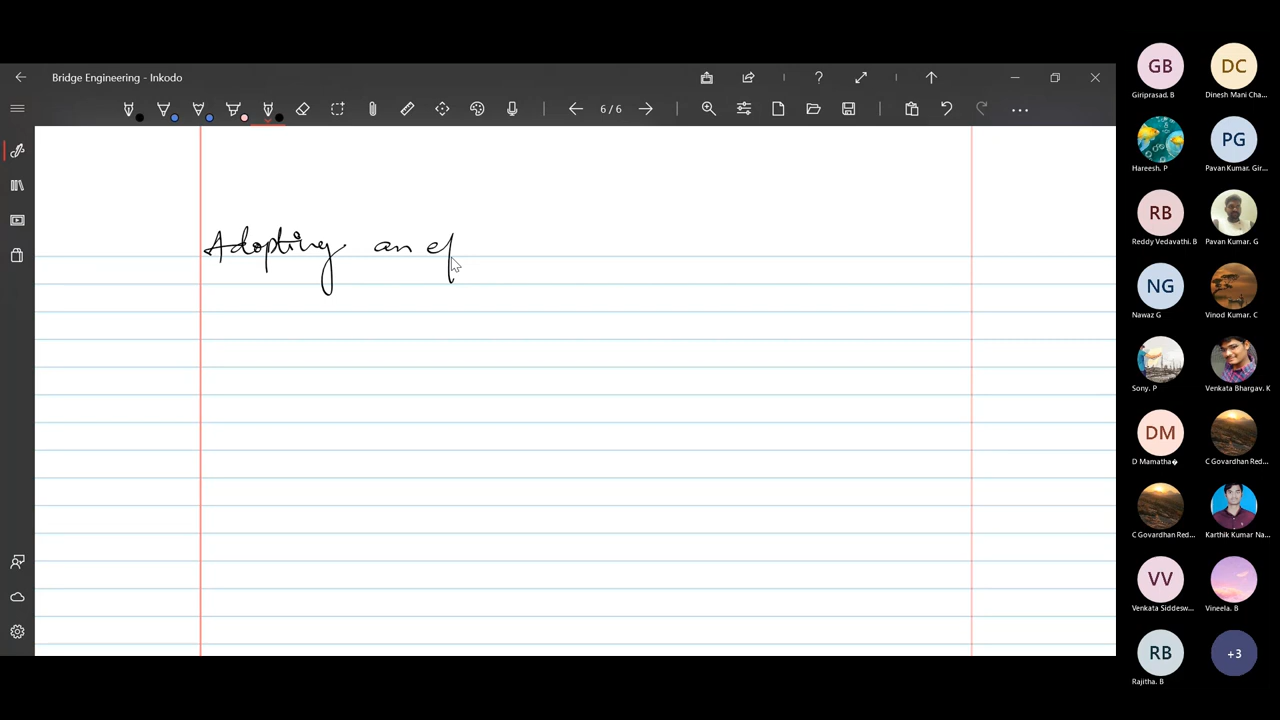 Bridge Engineering - Inkodo
6/6
Adopting an ef
GB
Giriprasad. B
DC
Dinesh Mani Cha...
Hareesh. P
PG
Pavan Kumar. Gir...
RB
Reddy Vedavathi. B
Pavan Kumar. G
NG
Nawaz G
Vinod Kumar. C
Sony. P
Venkata Bhargav. K
DM
D Mamatha�
C Govardhan Red...
C Govardhan Red...
Karthik Kumar Na...
VV
Venkata Siddesw...
Vineela. B
RB
Rajitha. B
+3